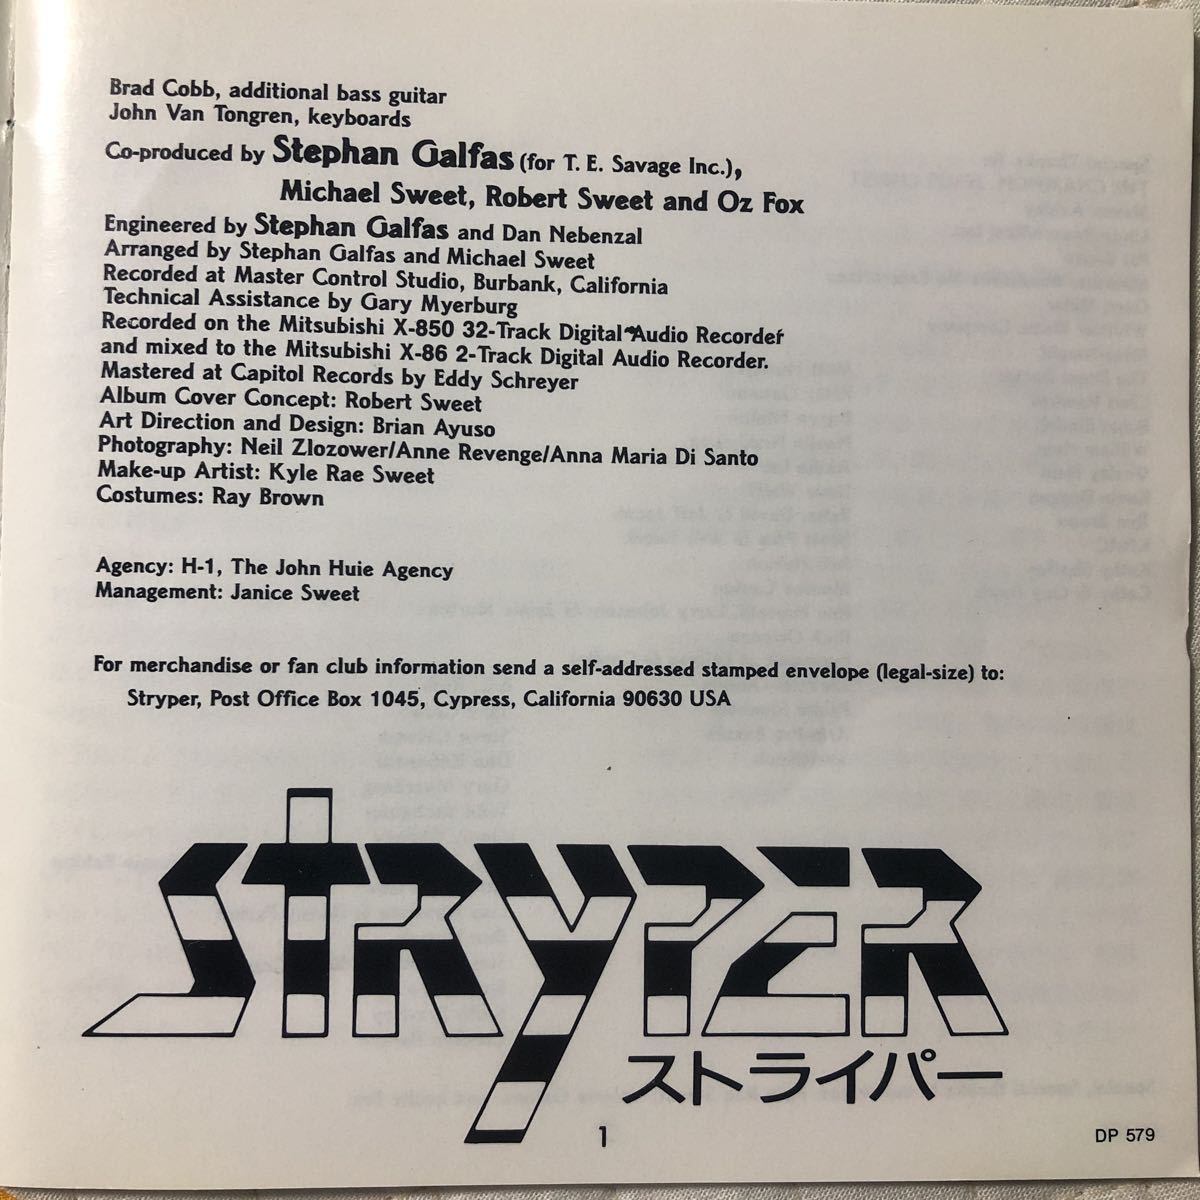 Brad Cobb, additional bass guitar
John Van Tongren, keyboards
Co-produced by Stephan Galfas (for T. E. Savage Inc.),
Michael Sweet, Robert Sweet and Oz Fox
Engineered by Stephan Galfas and Dan Nebenzal
Arranged by Stephan Galfas and Michael Sweet
Recorded at Master Control Studio, Burbank, California
Technical Assistance by Gary Myerburg
Recorded on the Mitsubishi X-850 32-Track Digital Audio Recorder
and mixed to the Mitsubishi X-86 2-Track Digital Audio Recorder.
Mastered at Capitol Records by Eddy Schreyer
Album Cover Concept: Robert Sweet
Art Direction and Design: Brian Ayuso
Photography: Neil Zlozower/Anne Revenge/Anna Maria Di Santo
Make-up Artist: Kyle Rae Sweet
Costumes: Ray Brown
Agency: H-1, The John Huie Agency
Management: Janice Sweet
For merchandise or fan club information send a self-addressed stamped envelope (legal-size) to:
Stryper, Post Office Box 1045, Cypress, California 90630 USA
STRYPER
ストライパー
1
DP 579